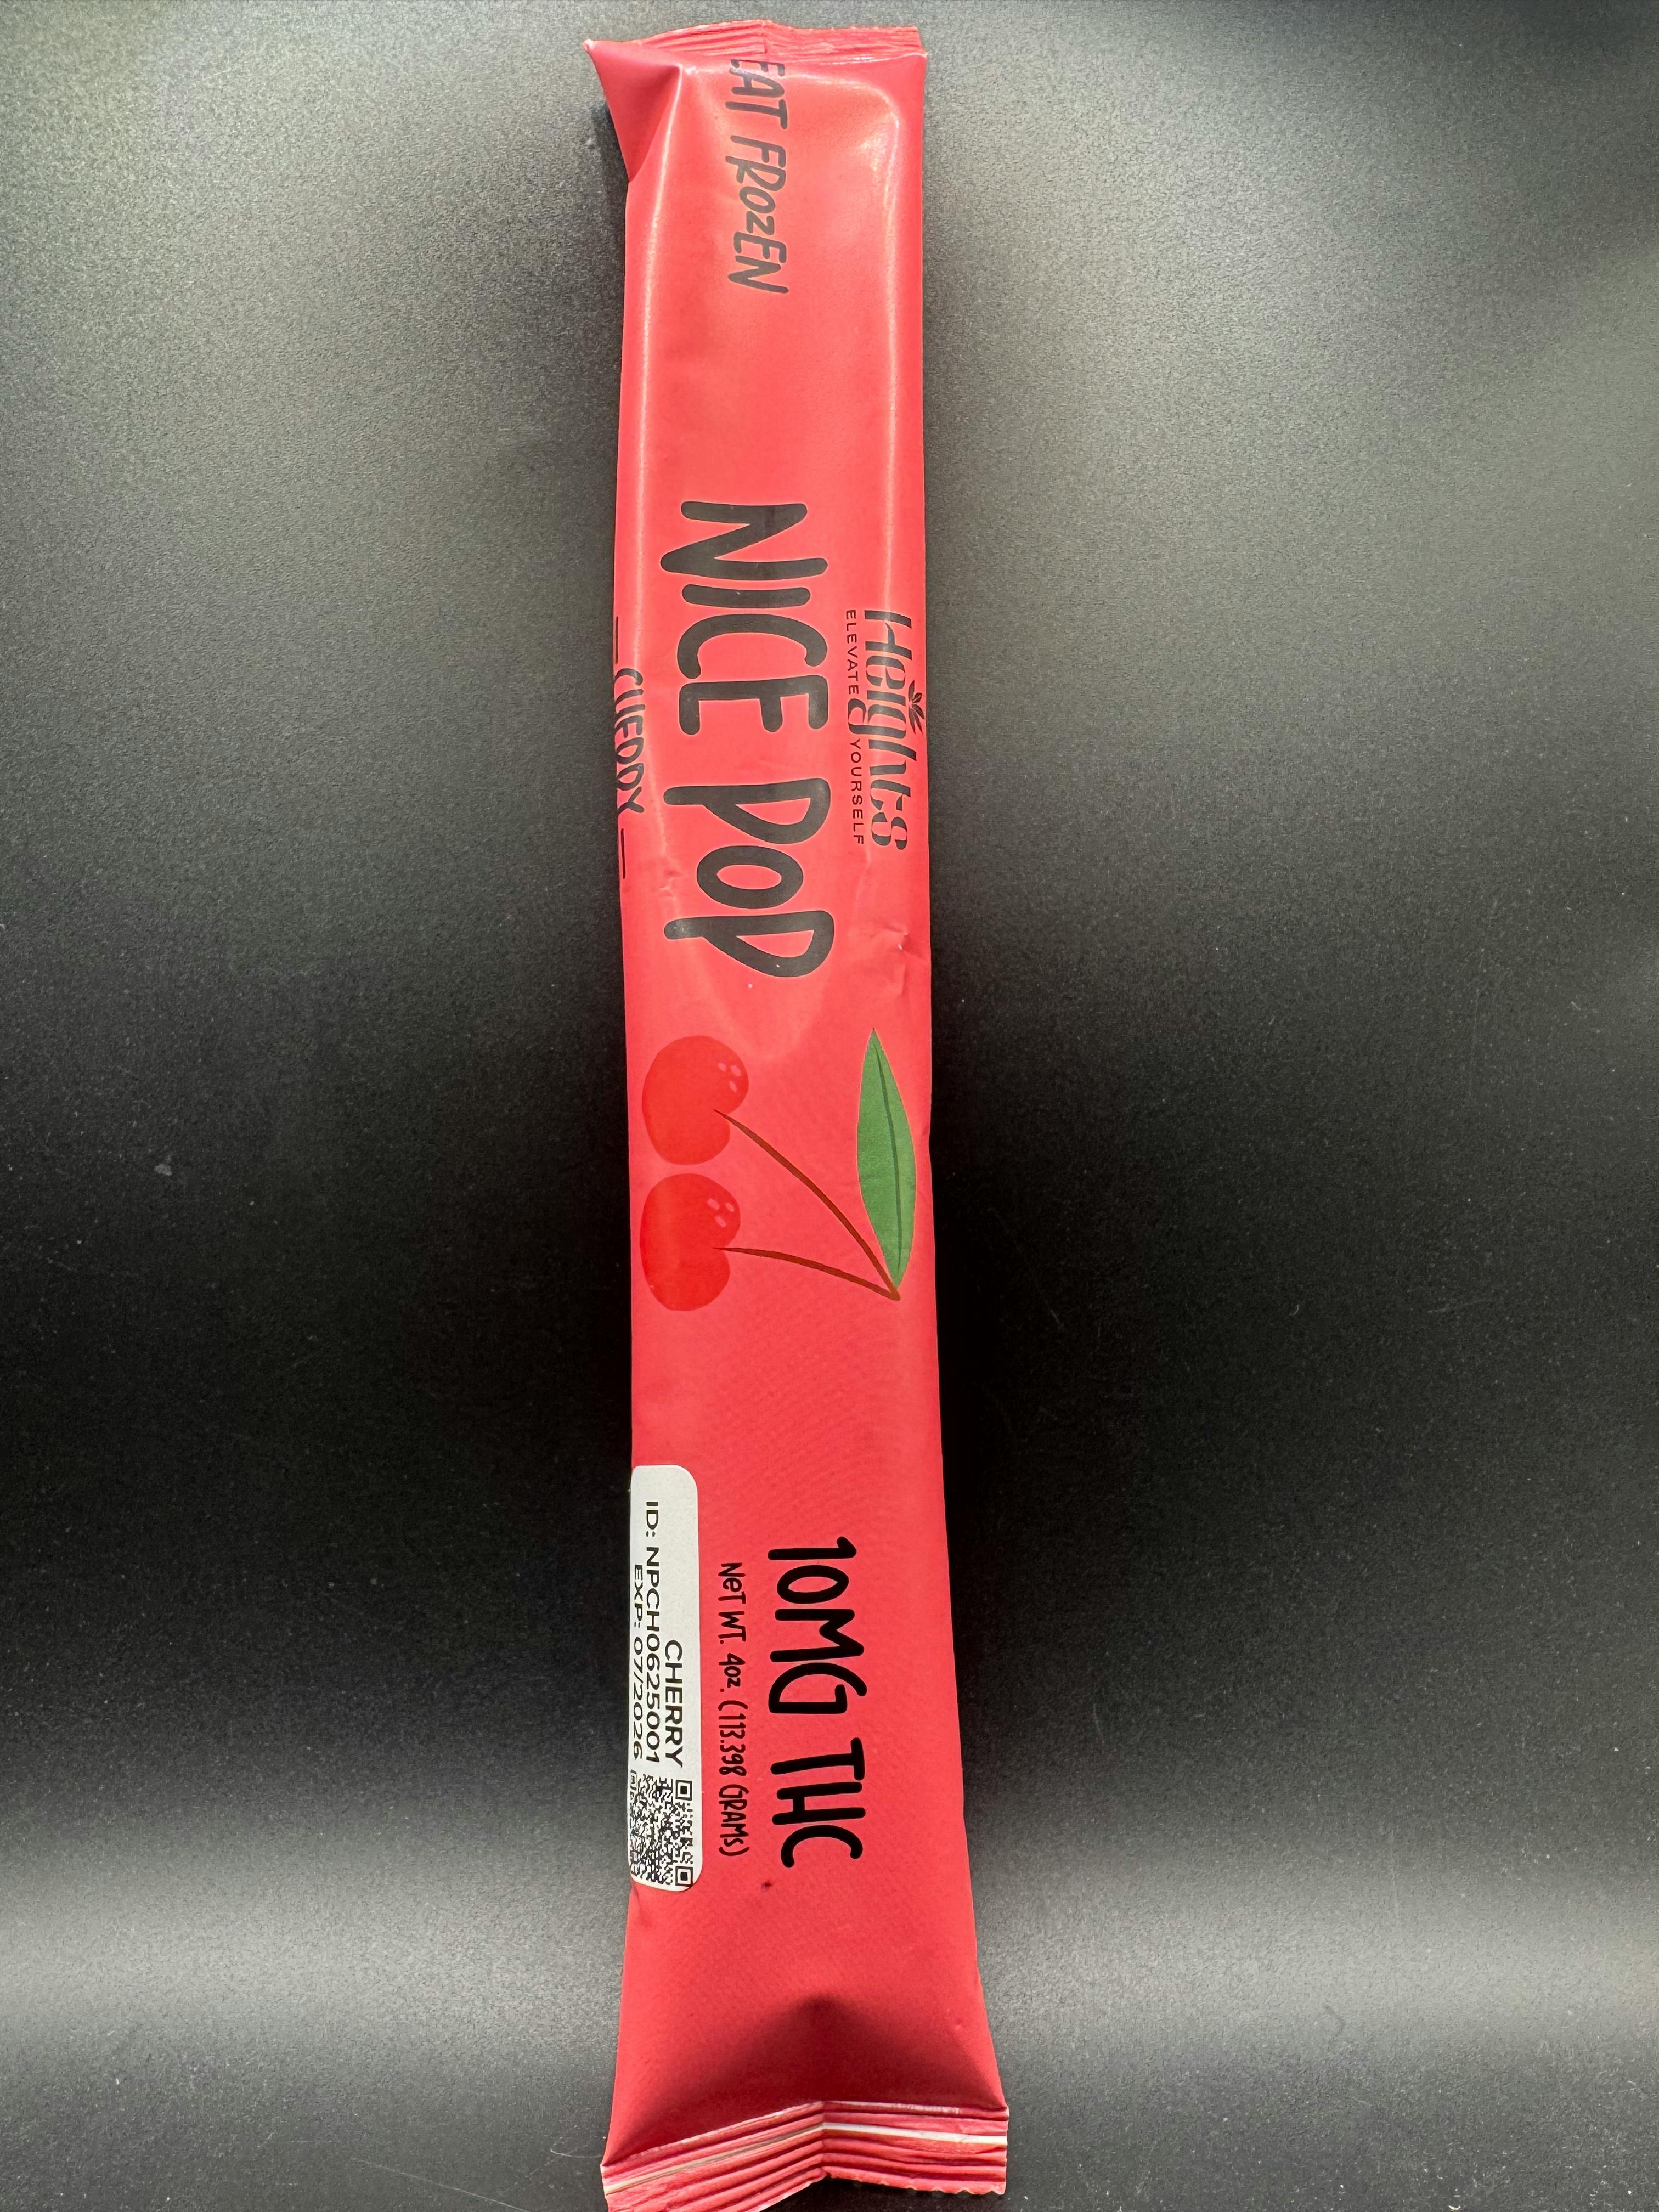 EAT FROZEN
Heights
ELEVATE YOURSELF
NICE POP
CHERRY
10MG THC
NET WT. 4oz. (113.398 GRAMS)
CHERRY
ID: NPCH0625001
EXP: 07/2026